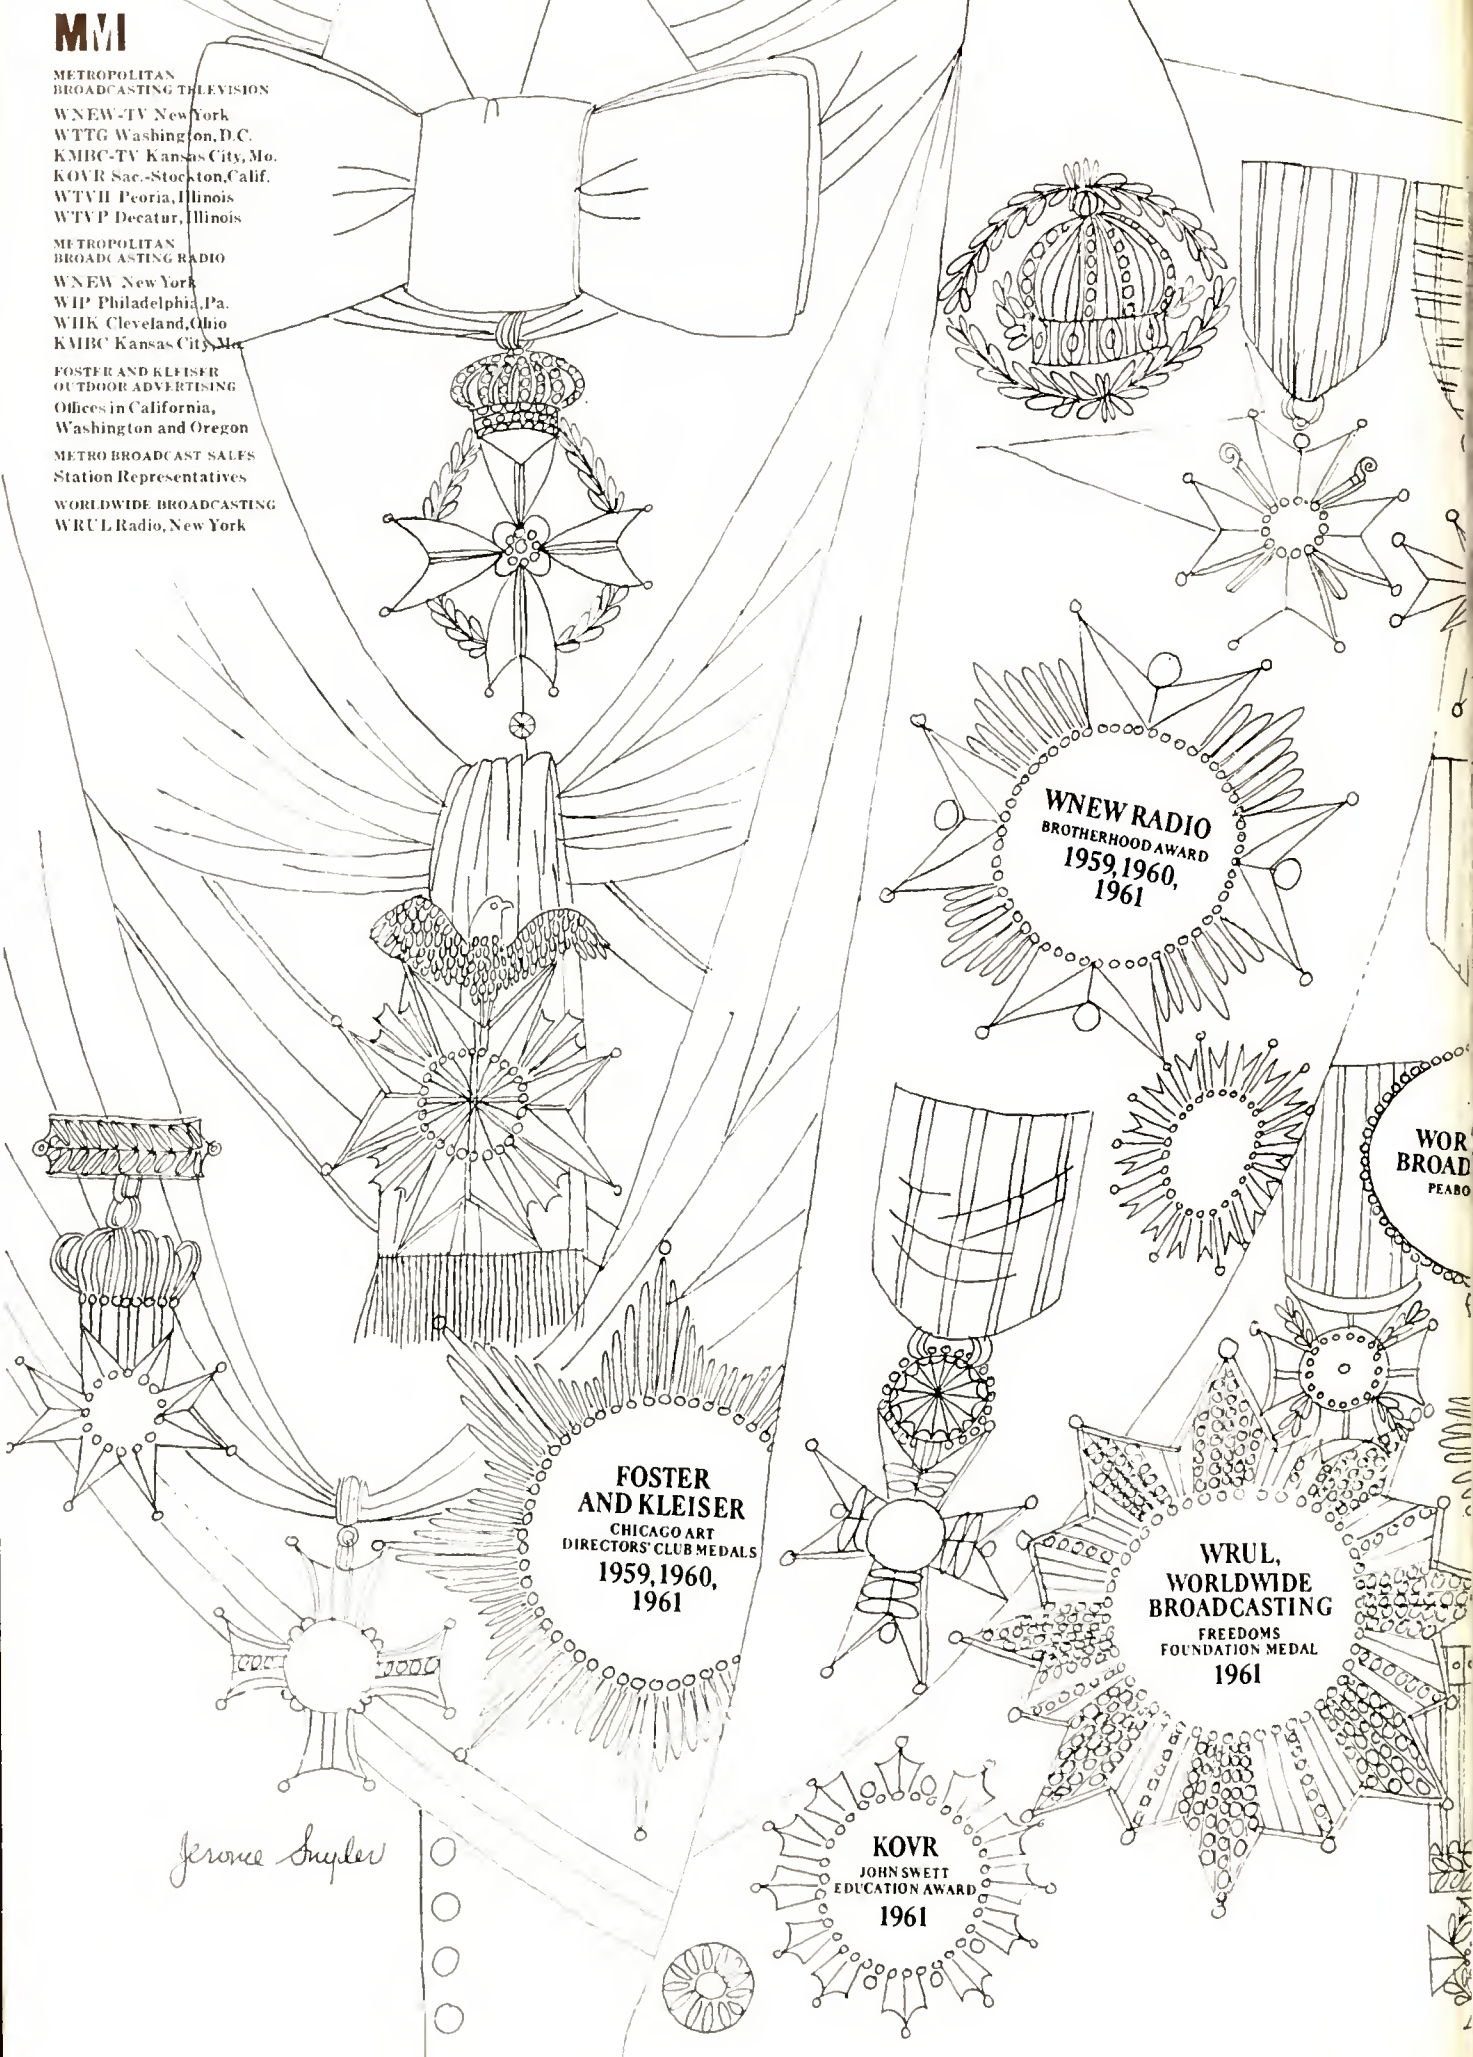 MMI
METROPOLITAN
BROADCASTING TELEVISION
WNEW-TV New York
WTTG Washington, D.C.
KMBC-TV Kansas City, Mo.
KOVR Sac.-Stockton, Calif.
WTVH Peoria, Illinois
WTVP Decatur, Illinois
METROPOLITAN
BROADCASTING RADIO
WNEW New York
WIP Philadelphia, Pa.
WHK Cleveland, Ohio
KMBC Kansas City, Mo.
FOSTER AND KLEISER
OUTDOOR ADVERTISING
Offices in California,
Washington and Oregon
METRO BROADCAST SALES
Station Representatives
WORLDWIDE BROADCASTING
WRUL Radio, New York
WNEW RADIO
BROTHERHOOD AWARD
1959, 1960,
1961
WOR
BROAD
PEABO
FOSTER
AND KLEISER
CHICAGO ART
DIRECTORS' CLUB MEDALS
1959, 1960,
1961
WRUL,
WORLDWIDE
BROADCASTING
FREEDOMS
FOUNDATION MEDAL
1961
KOVR
JOHN SWETT
EDUCATION AWARD
1961
Jerome Snyder